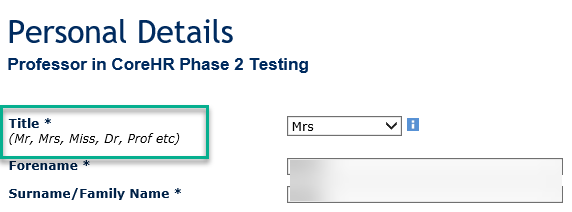 Personal Details
Professor in CoreHR Phase 2 Testing
Title * Mrs i
(Mr, Mrs, Miss, Dr, Prof etc)
Forename *
Surname/Family Name *